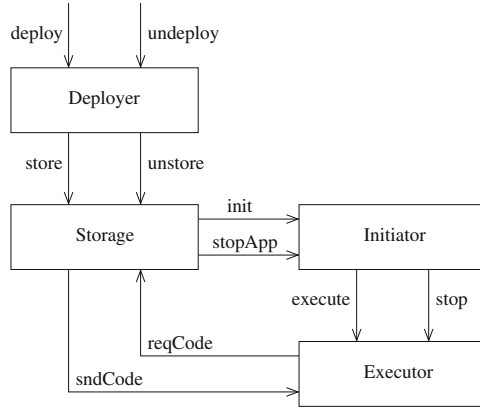 deploy
undeploy
Deployer
store
unstore
Storage
init
stopApp
Initiator
execute
stop
reqCode
Executor
sndCode